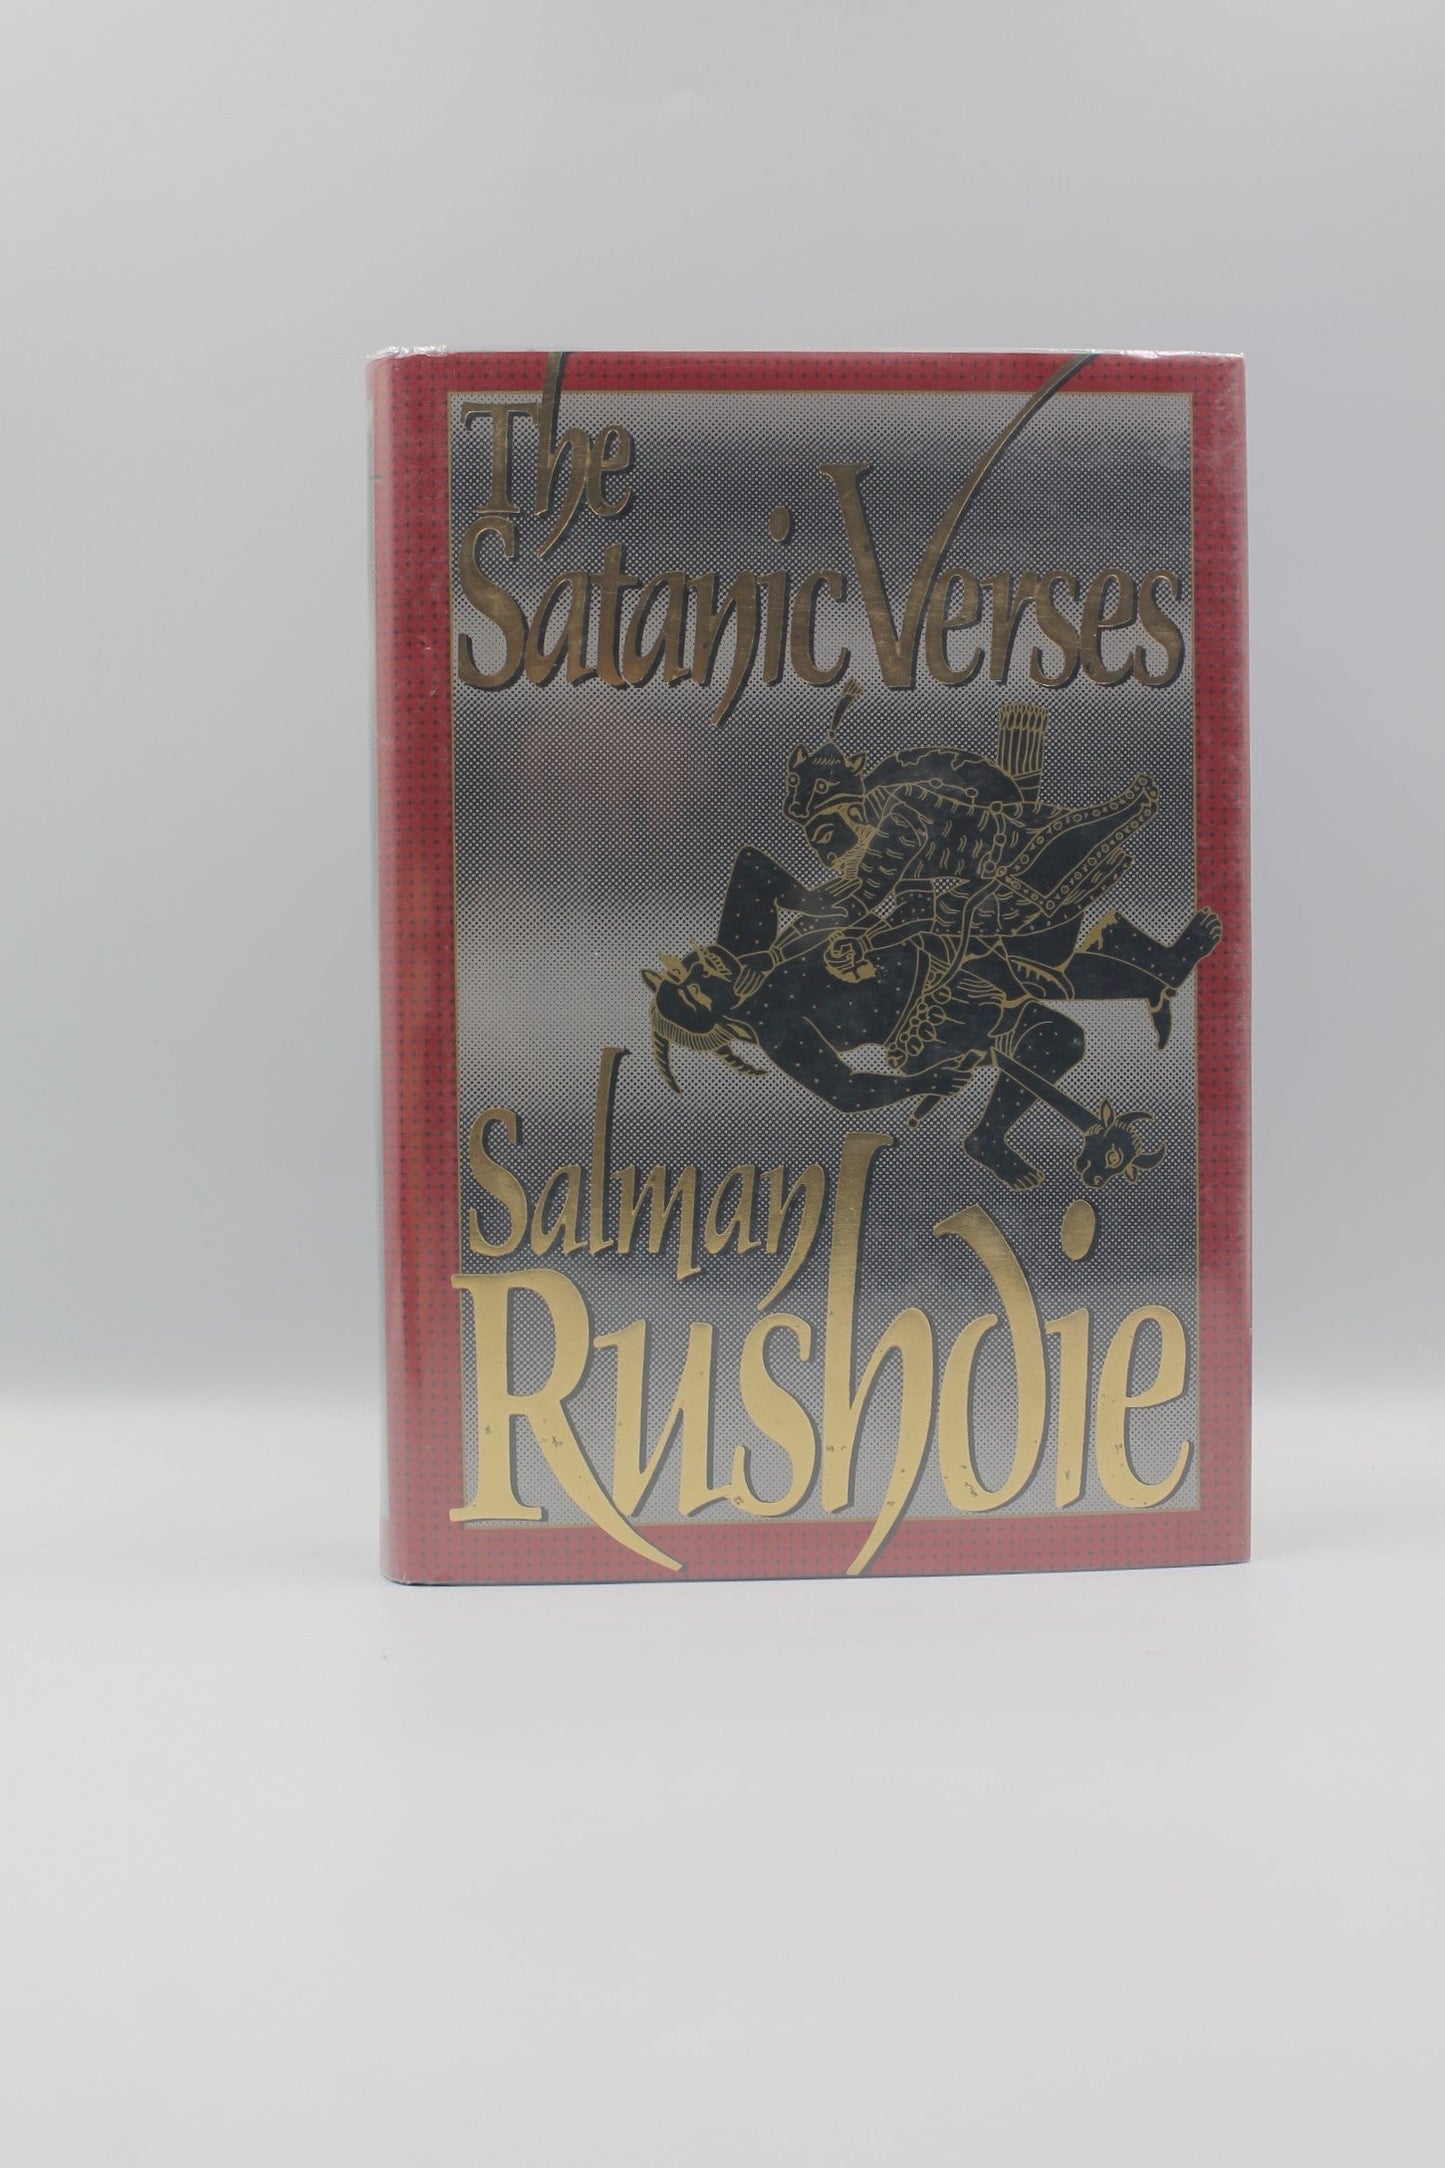 The
Satanic Verses
Salman
Rushdie